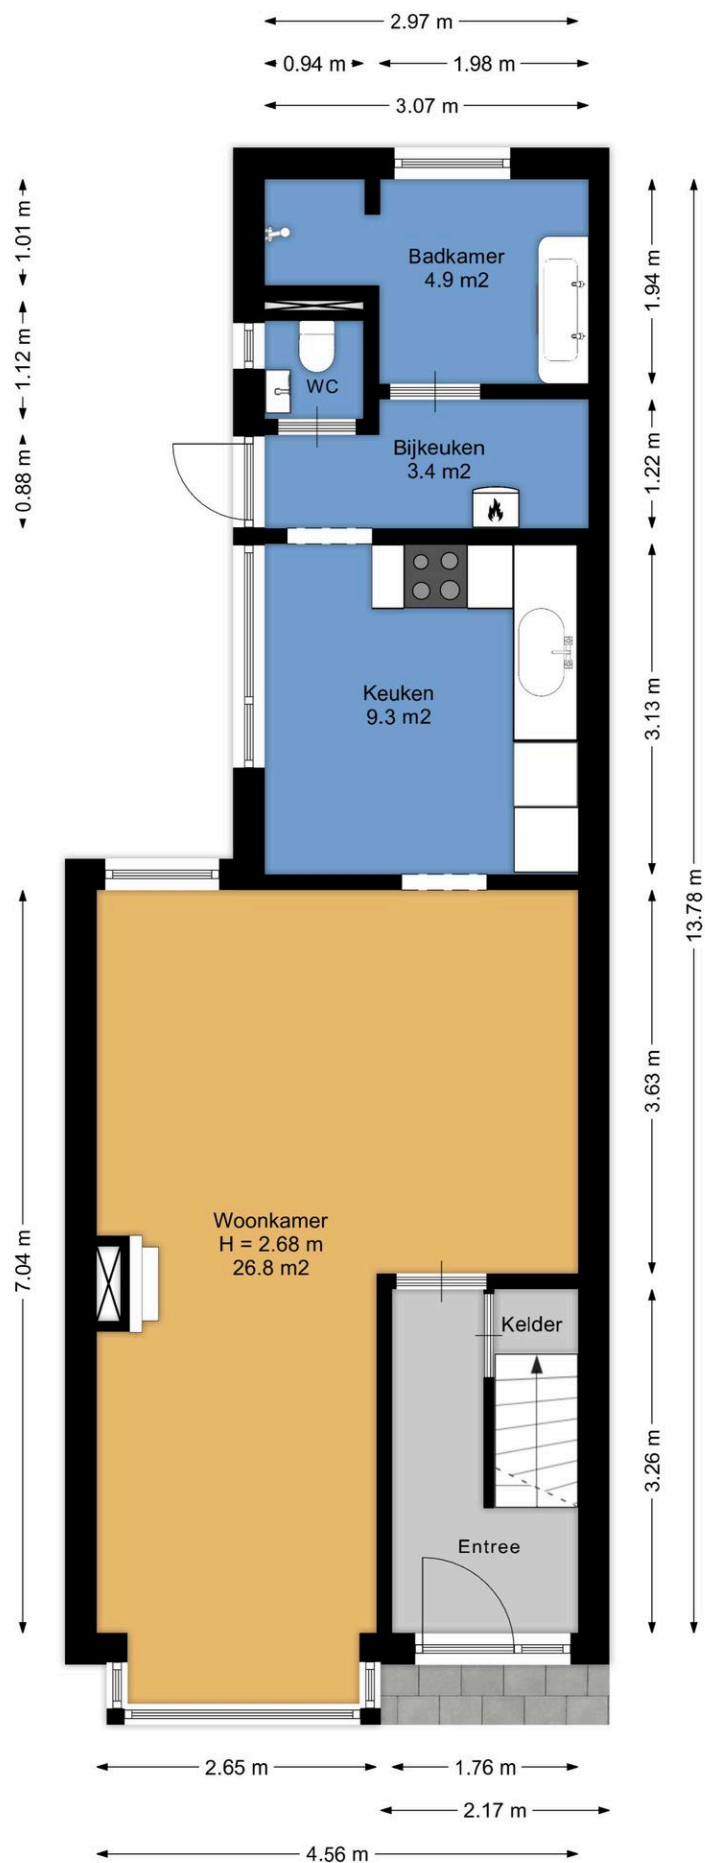 2.97 m
0.94 m
1.98 m
3.07 m
1.01 m
1.12 m
0.88 m
Badkamer
4.9 m2
WC
Bijkeuken
3.4 m2
Keuken
9.3 m2
1.94 m
1.22 m
3.13 m
13.78 m
3.63 m
7.04 m
Woonkamer
H = 2.68 m
26.8 m2
Kelder
3.26 m
Entree
2.65 m
1.76 m
2.17 m
4.56 m